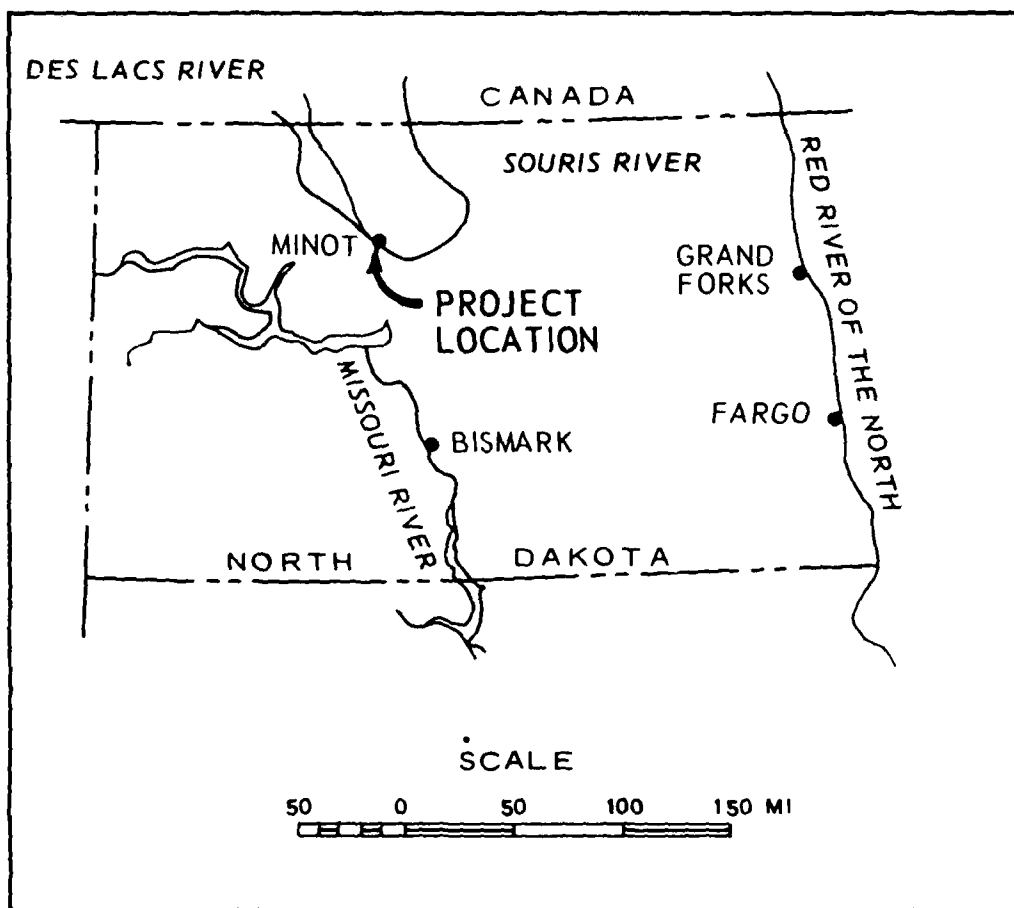 DES LACS RIVER
CANADA
SOURIS RIVER
RED RIVER OF THE NORTH
MINOT
GRAND
FORKS
PROJECT
LOCATION
MISSOURI RIVER
FARGO
BISMARK
NORTH DAKOTA
SCALE
50 0 50 100 150 MI